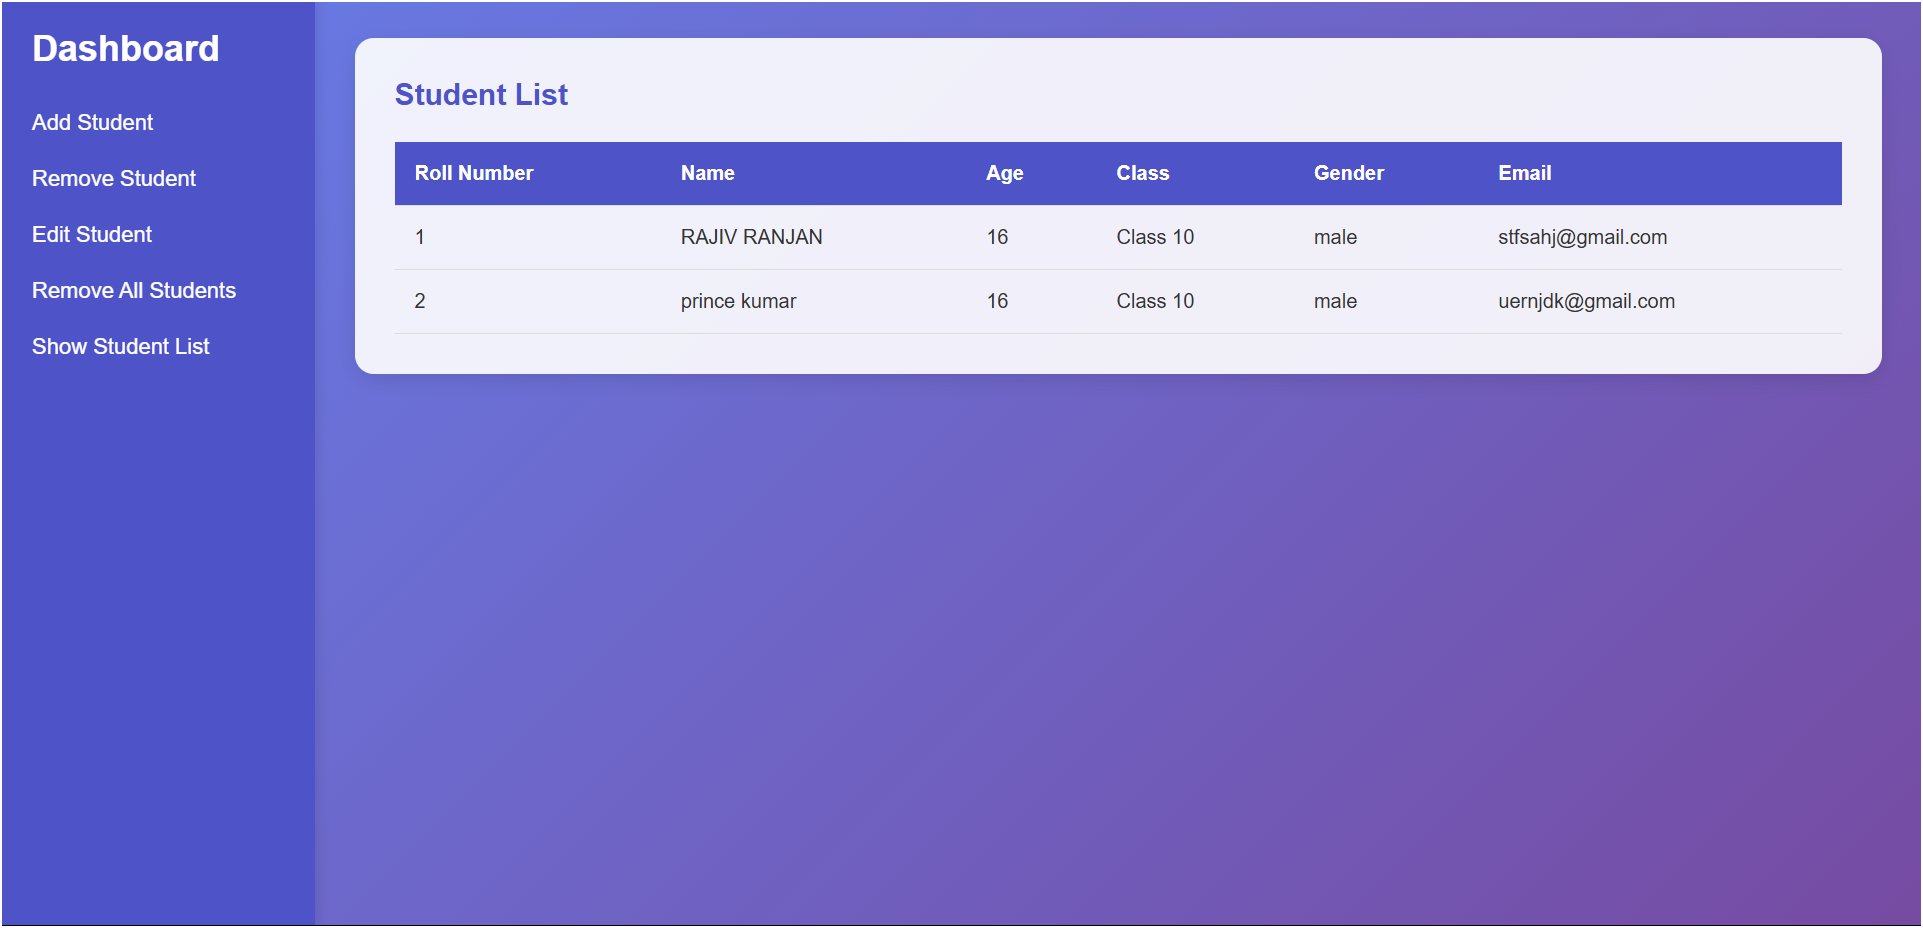 Dashboard
Add Student
Remove Student
Edit Student
Remove All Students
Show Student List
Student List
Roll Number Name Age Class Gender Email
1 RAJIV RANJAN 16 Class 10 male stfsahj@gmail.com
2 prince kumar 16 Class 10 male uernjdk@gmail.com